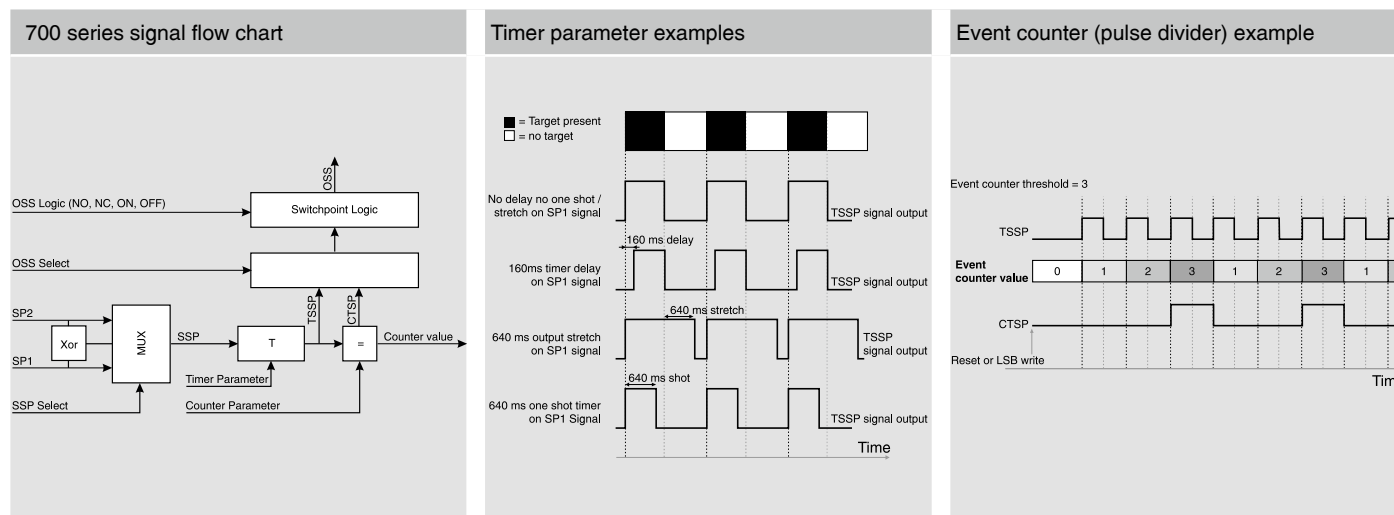 700 series signal flow chart
OSS
OSS Logic (NO, NC, ON, OFF)
Switchpoint Logic
OSS Select
TSSP
CTSP
SP2
Xor
MUX
SSP
T
=
Counter value
SP1
Timer Parameter
SSP Select
Counter Parameter
Timer parameter examples
= Target present
= no target
No delay no one shot /
stretch on SP1 signal
TSSP signal output
160 ms delay
160ms timer delay
on SP1 signal
TSSP signal output
640 ms stretch
640 ms output stretch
on SP1 signal
TSSP
signal output
640 ms shot
640 ms one shot timer
on SP1 Signal
TSSP signal output
Time
Event counter (pulse divider) example
Event counter threshold = 3
TSSP
Event
counter value
0 1 2 3 1 2 3 1
CTSP
Reset or LSB write